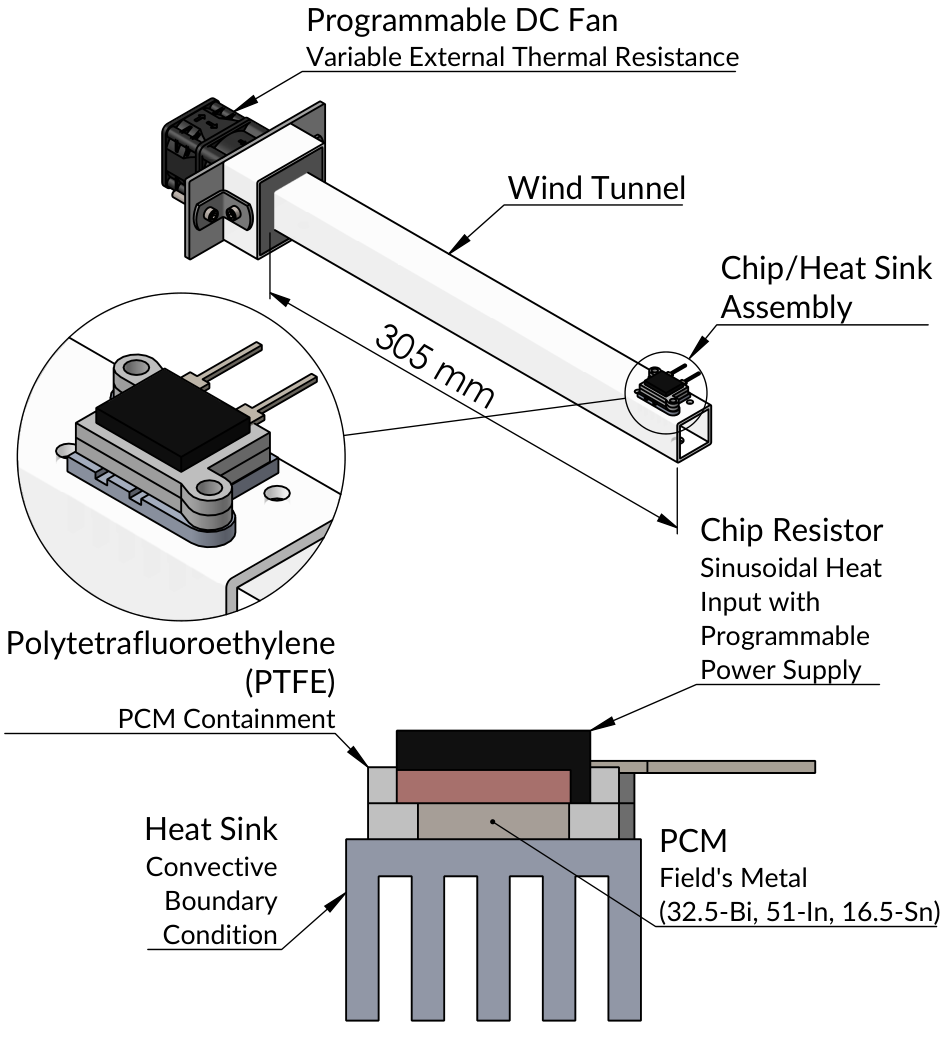 Programmable DC Fan
Variable External Thermal Resistance
Wind Tunnel
Chip/Heat Sink
Assembly
305 mm
Chip Resistor
Sinusoidal Heat
Input with
Programmable
Power Supply
Polytetrafluoroethylene
(PTFE)
PCM Containment
Heat Sink
Convective
Boundary
Condition
PCM
Field's Metal
(32.5-Bi, 51-In, 16.5-Sn)